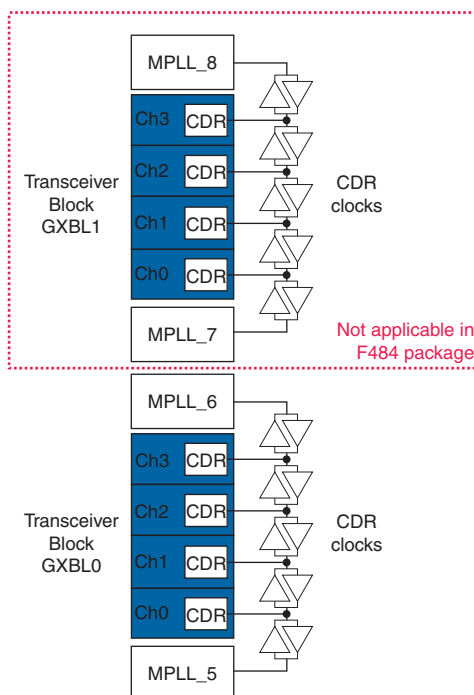 MPLL_8
Ch3 CDR
Ch2 CDR
Transceiver
Block
GXBL1
CDR
clocks
Ch1 CDR
Ch0 CDR
MPLL_7
Not applicable in
F484 package
MPLL_6
Ch3 CDR
Ch2 CDR
Transceiver
Block
GXBL0
CDR
clocks
Ch1 CDR
Ch0 CDR
MPLL_5